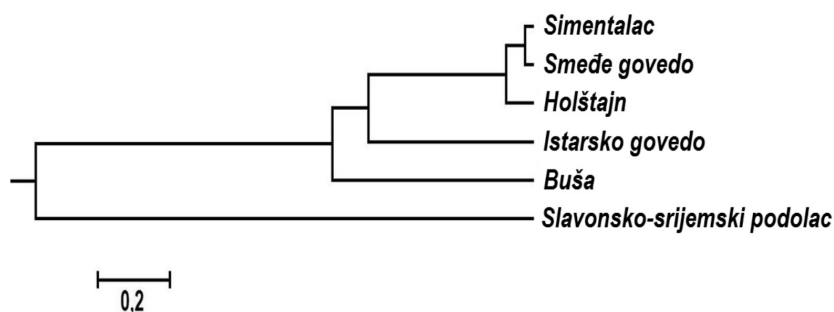 Simentalac
Smeđe govedo
Holštajn
Istarsko govedo
Buša
Slavonsko-srijemski podolac
0,2